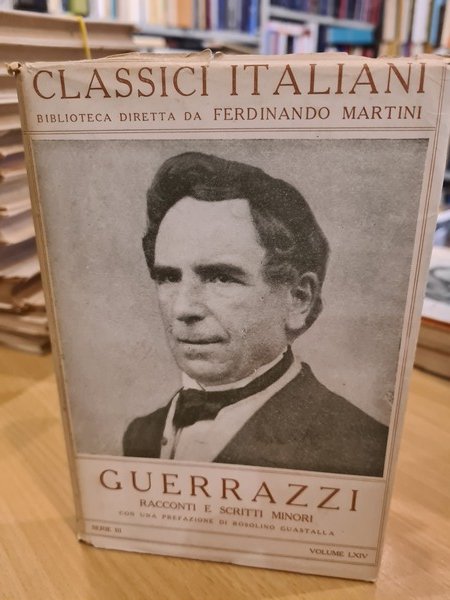 CLASSICI ITALIANI
BIBLIOTECA DIRETTA DA FERDINANDO MARTINI
GUERRAZZI
RACCONTI E SCRITTI MINORI
CON UNA PREFAZIONE DI ROSOLINO GUASTALLA
SERIE III
VOLUME LXIV